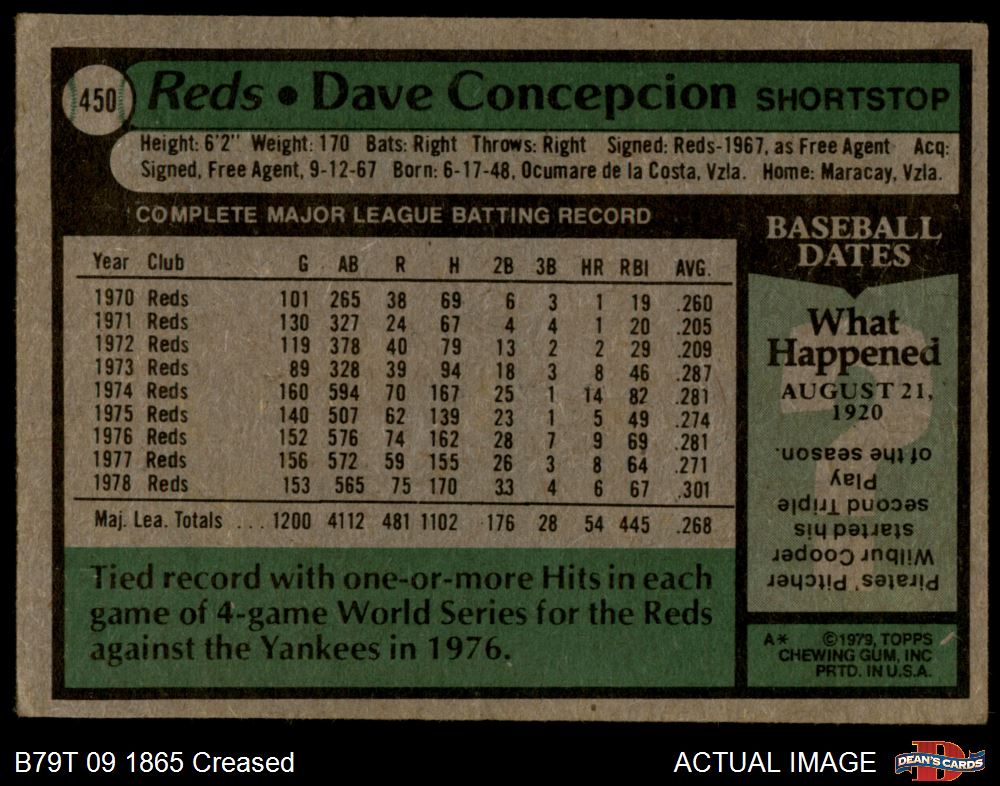 450 Reds • Dave Concepcion SHORTSTOP
Height: 6'2" Weight: 170 Bats: Right Throws: Right Signed: Reds-1967, as Free Agent Acq:
Signed, Free Agent, 9-12-67 Born: 6-17-48, Ocumare de la Costa, Vzla. Home: Maracay, Vzla.
COMPLETE MAJOR LEAGUE BATTING RECORD
Year Club G AB R H 2B 3B HR RBI AVG.
1970 Reds 101 265 38 69 6 3 1 19 .260
1971 Reds 130 327 24 67 4 4 1 20 .205
1972 Reds 119 378 40 79 13 2 2 29 .209
1973 Reds 89 328 39 94 18 3 8 46 .287
1974 Reds 160 594 70 167 25 1 14 82 .281
1975 Reds 140 507 62 139 23 1 5 49 .274
1976 Reds 152 576 74 162 28 7 9 69 .281
1977 Reds 156 572 59 155 26 3 8 64 .271
1978 Reds 153 565 75 170 33 4 6 67 .301
Maj. Lea. Totals ... 1200 4112 481 1102 176 28 54 445 .268
Tied record with one-or-more Hits in each
game of 4-game World Series for the Reds
against the Yankees in 1976.
BASEBALL
DATES
What
Happened
AUGUST 21,
1920
Pirates' Pitcher
Wilbur Cooper
started his
second Triple
Play
of the season.
A* ©1979, TOPPS
CHEWING GUM, INC
PRTD. IN U.S.A.
B79T 09 1865 Creased
ACTUAL IMAGE
DEAN'S CARDS